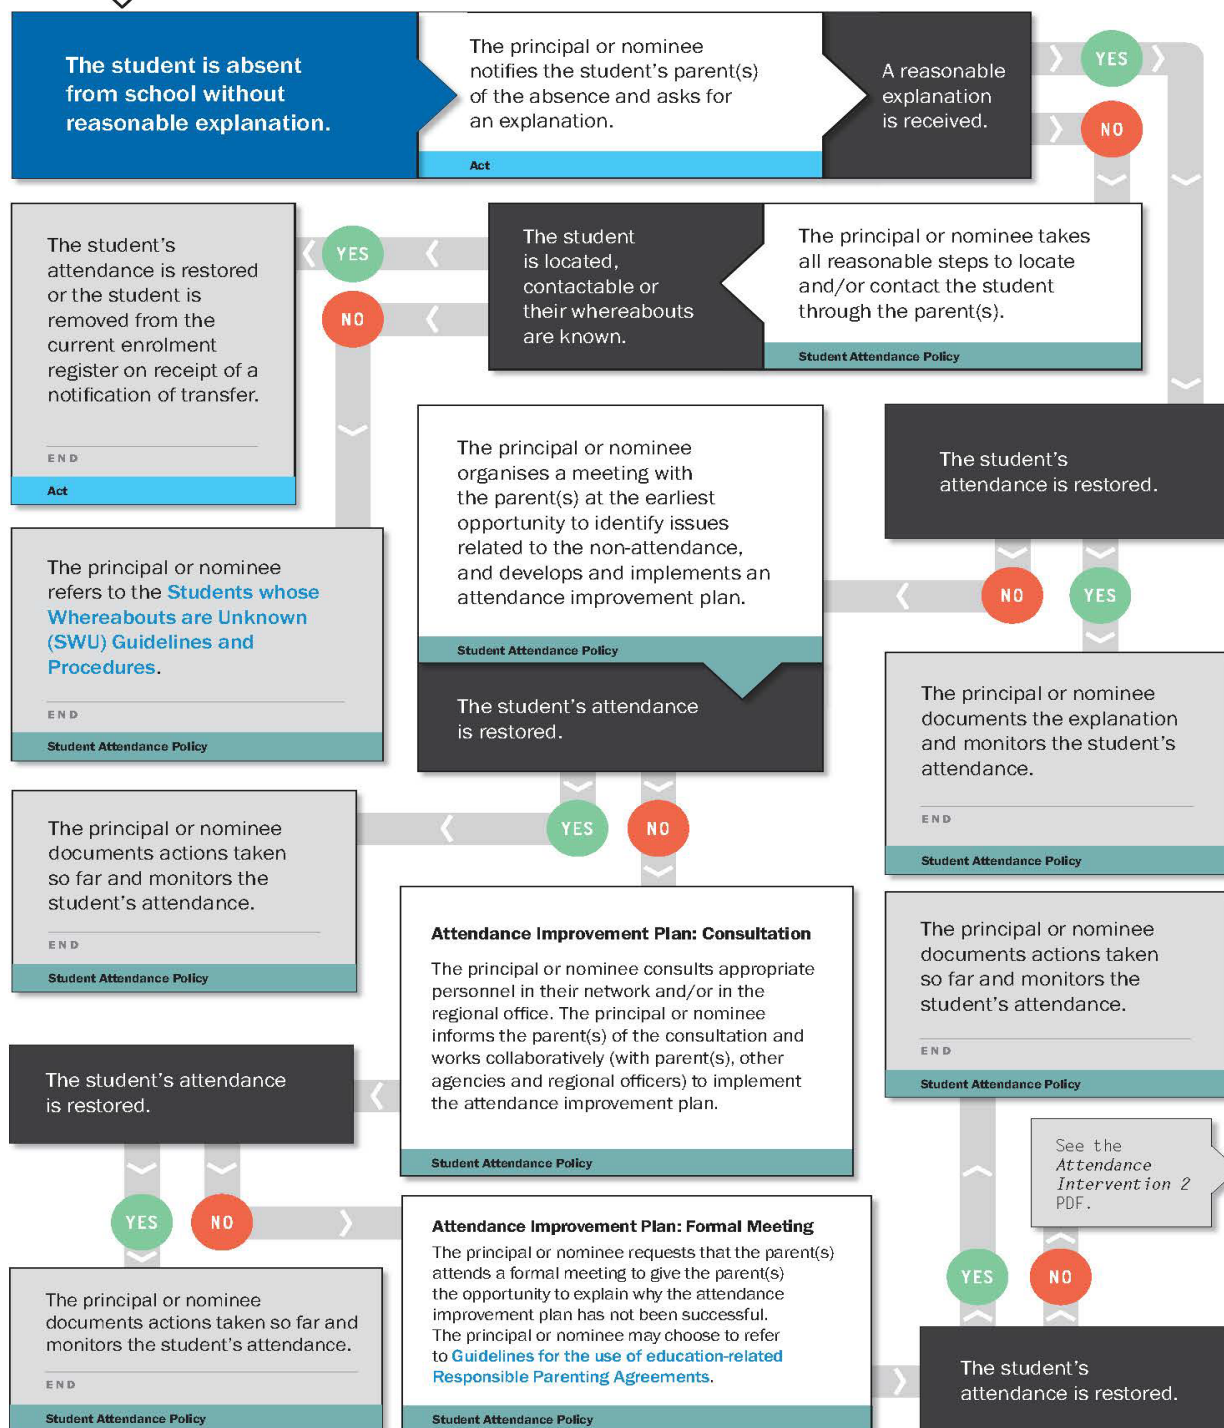 The student is absent
from school without
reasonable explanation.
The principal or nominee
notifies the student's parent(s)
of the absence and asks for
an explanation.
Act
A reasonable
explanation
is received.
YES
NO
The principal or nominee takes
all reasonable steps to locate
and/or contact the student
through the parent(s).
Student Attendance Policy
The student
is located,
contactable or
their whereabouts
are known.
YES
NO
The student's
attendance is restored
or the student is
removed from the
current enrolment
register on receipt of a
notification of transfer.
END
Act
The principal or nominee
refers to the Students whose
Whereabouts are Unknown
(SWU) Guidelines and
Procedures.
END
Student Attendance Policy
The student's
attendance is restored.
NO
YES
The principal or nominee
documents the explanation
and monitors the student's
attendance.
END
Student Attendance Policy
The principal or nominee
organises a meeting with
the parent(s) at the earliest
opportunity to identify issues
related to the non-attendance,
and develops and implements an
attendance improvement plan.
Student Attendance Policy
The student's attendance
is restored.
YES
NO
The principal or nominee
documents actions taken
so far and monitors the
student's attendance.
END
Student Attendance Policy
Attendance Improvement Plan: Consultation
The principal or nominee consults appropriate
personnel in their network and/or in the
regional office. The principal or nominee
informs the parent(s) of the consultation and
works collaboratively (with parent(s), other
agencies and regional officers) to implement
the attendance improvement plan.
Student Attendance Policy
The student's attendance
is restored.
YES
NO
The principal or nominee
documents actions taken so far and
monitors the student's attendance.
END
Student Attendance Policy
Attendance Improvement Plan: Formal Meeting
The principal or nominee requests that the parent(s)
attends a formal meeting to give the parent(s)
the opportunity to explain why the attendance
improvement plan has not been successful.
The principal or nominee may choose to refer
to Guidelines for the use of education-related
Responsible Parenting Agreements.
Student Attendance Policy
The student's
attendance is restored.
YES
NO
The principal or nominee
documents actions taken
so far and monitors the
student's attendance.
END
Student Attendance Policy
See the
Attendance
Intervention 2
PDF.